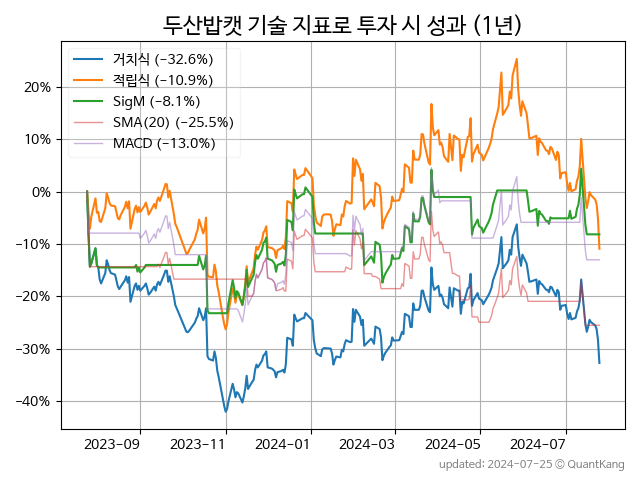 두산밥캣 기술 지표로 투자 시 성과 (1년)
거치식 (−32.6%)
적립식 (−10.9%)
SigM (−8.1%)
SMA(20) (−25.5%)
MACD (−13.0%)
20%
10%
0%
−10%
−20%
−30%
−40%
2023-09 2023-11 2024-01 2024-03 2024-05 2024-07
updated: 2024-07-25 © QuantKang